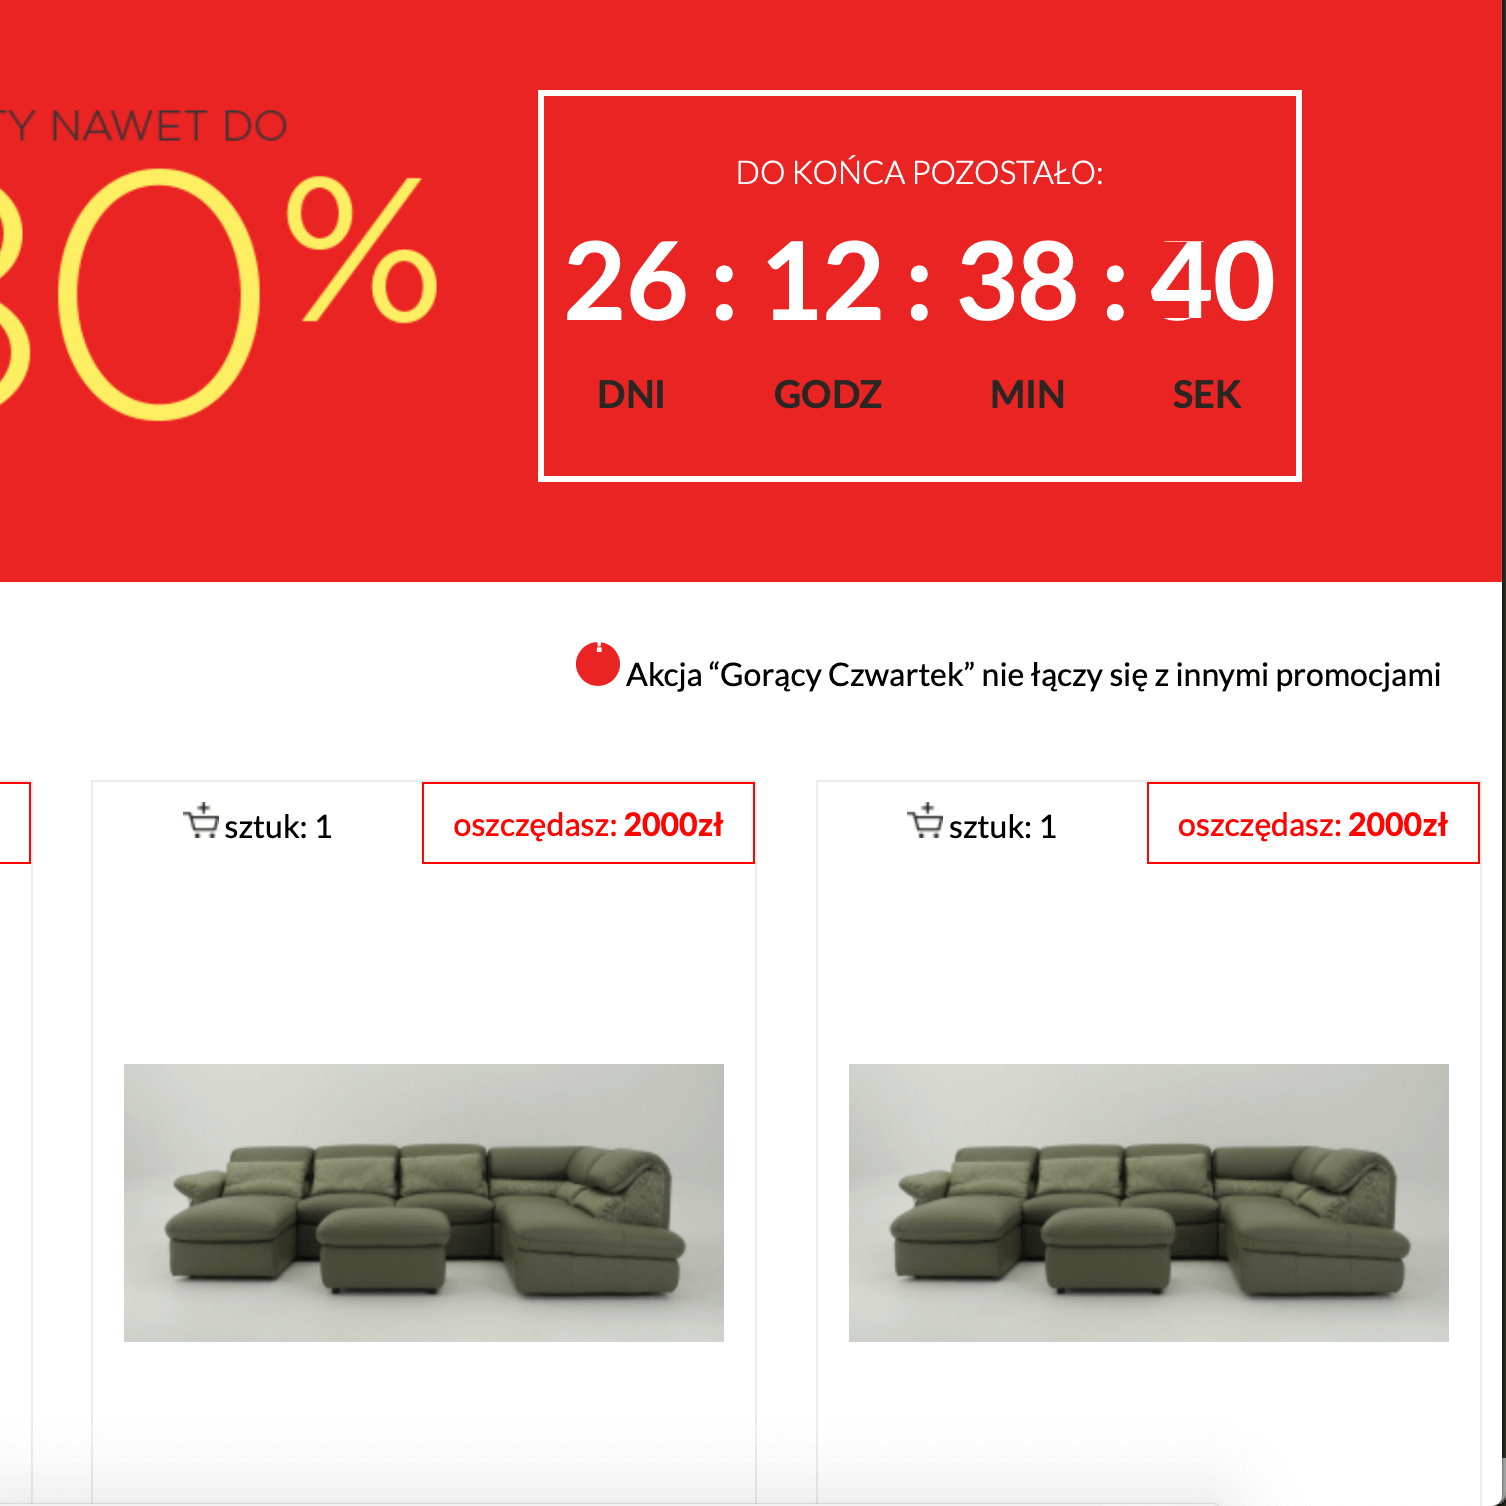 TY NAWET DO
80%
DO KOŃCA POZOSTAŁO:
26 : 12 : 38 : 40
DNI GODZ MIN SEK
Akcja “Gorący Czwartek” nie łączy się z innymi promocjami
sztuk: 1
oszczędasz: 2000zł
sztuk: 1
oszczędasz: 2000zł